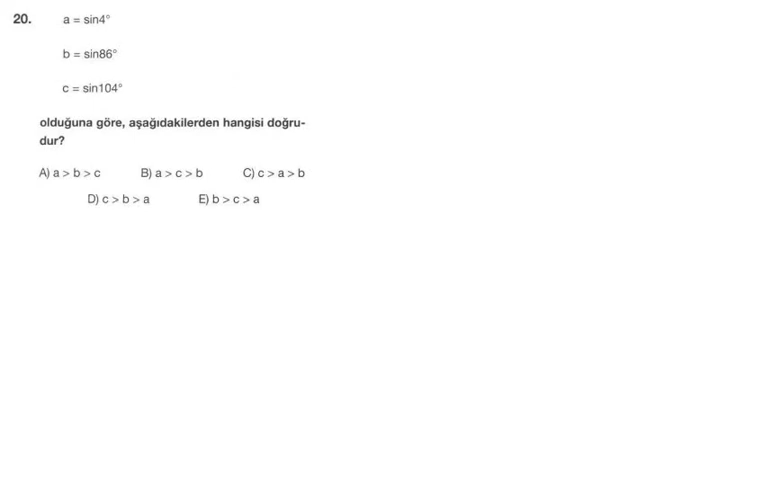 20. a = sin4°
b = sin86°
c = sin104°
olduğuna göre, aşağıdakilerden hangisi doğru-
dur?
A) a > b > c B) a > c > b C) c > a > b
D) c > b > a E) b > c > a